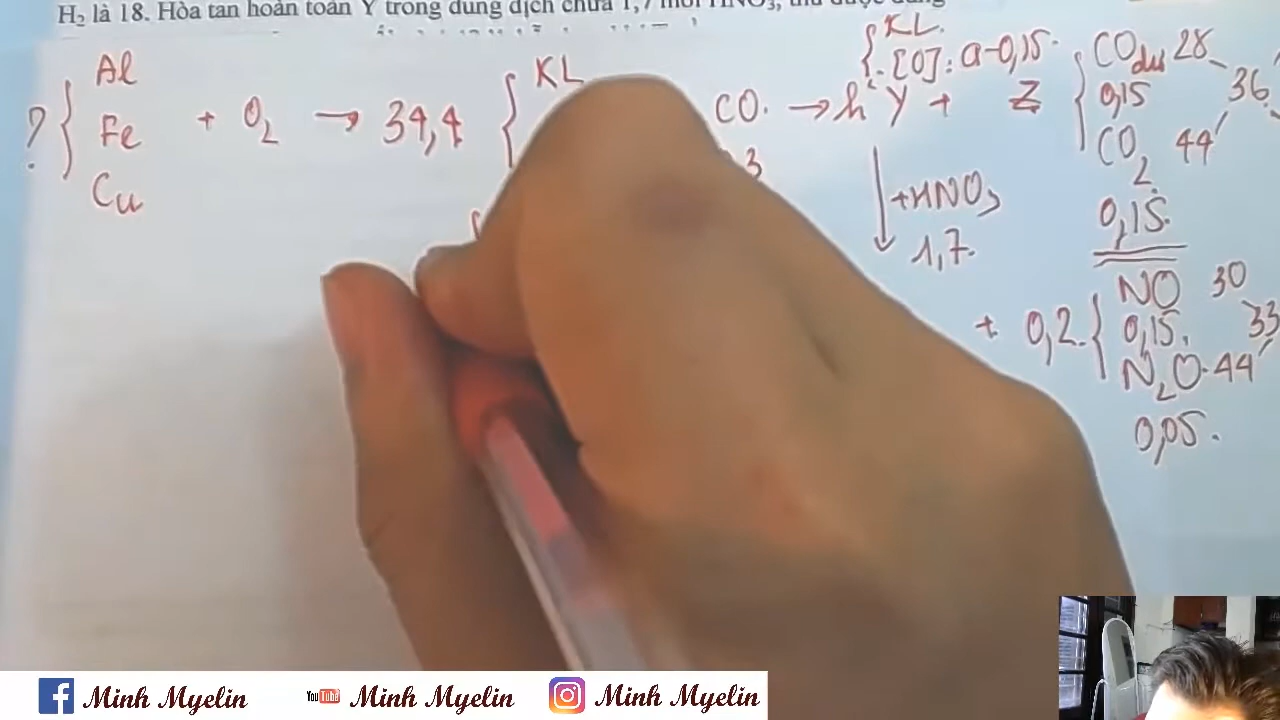 H₂ là 18. Hòa tan hoàn toàn Y trong dung dịch chứa 1,7 mol HNO₃, thu được dung
? { Al Fe Cu + O₂ → 34,4 { KL
CO. → h² Y + Z
3
{ KL.
[O]: a-0,15.
{ CO dư 28
0,15 36
CO₂ 44
0,15.
+HNO₃
1,7.
+ 0,2. { NO 30
0,15. 33
N₂O. 44
0,05.
Minh Myelin
YouTube Minh Myelin
Minh Myelin